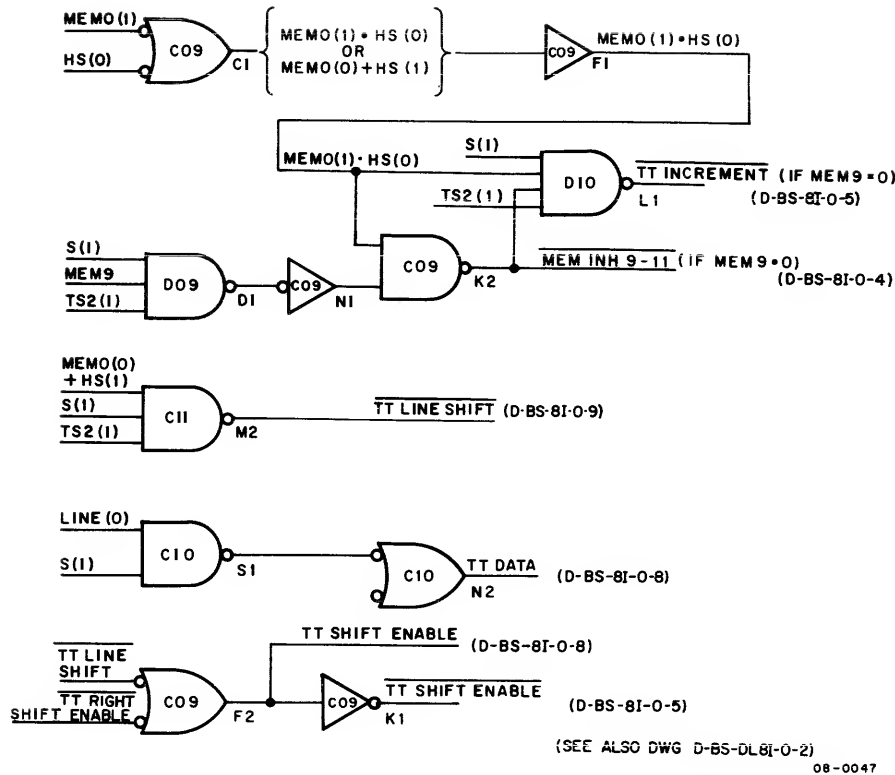 MEMO(1)
HS(0)
C09
C1
MEMO(1) • HS(0)
OR
MEMO(0)+HS(1)
C09
F1
MEMO(1) • HS(0)
S(1)
MEMO(1) • HS(0)
TS2(1)
D10
L1
TT INCREMENT (IF MEM9=0)
(D-BS-8I-0-5)
S(1)
MEM9
TS2(1)
D09
D1
C09
N1
C09
K2
MEM INH 9-11 (IF MEM9=0)
(D-BS-8I-0-4)
MEMO(0)
+HS(1)
S(1)
TS2(1)
C11
M2
TT LINE SHIFT (D-BS-8I-0-9)
LINE(0)
S(1)
C10
S1
C10
TT DATA
N2
(D-BS-8I-0-8)
TT SHIFT ENABLE (D-BS-8I-0-8)
TT LINE
SHIFT
TT RIGHT
SHIFT ENABLE
C09
F2
C09
K1
TT SHIFT ENABLE
(D-BS-8I-0-5)
(SEE ALSO DWG D-BS-DL8I-0-2)
08-0047